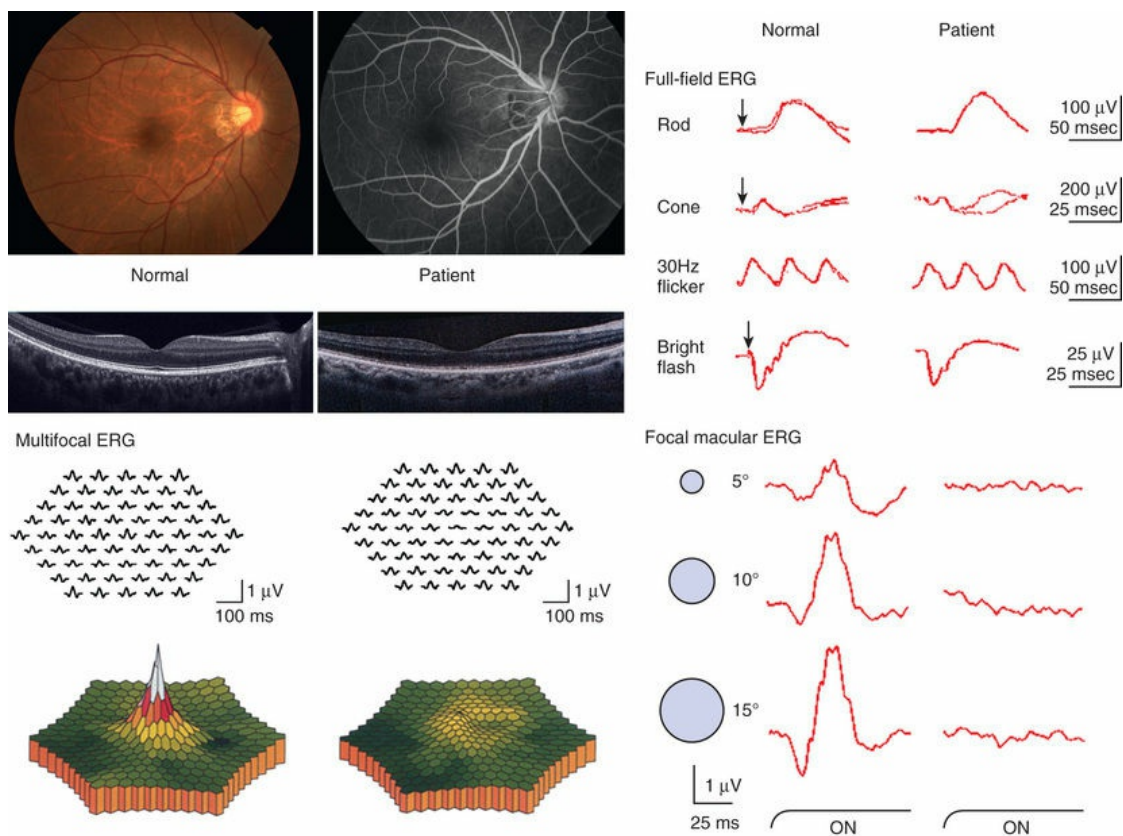 Normal Patient
Full-field ERG
Rod
100 µV
50 msec
Cone
200 µV
25 msec
30Hz
flicker
100 µV
50 msec
Bright
flash
25 µV
25 msec
Normal Patient
Multifocal ERG
1 µV
100 ms
1 µV
100 ms
Focal macular ERG
5°
10°
15°
1 µV
25 ms
ON
ON